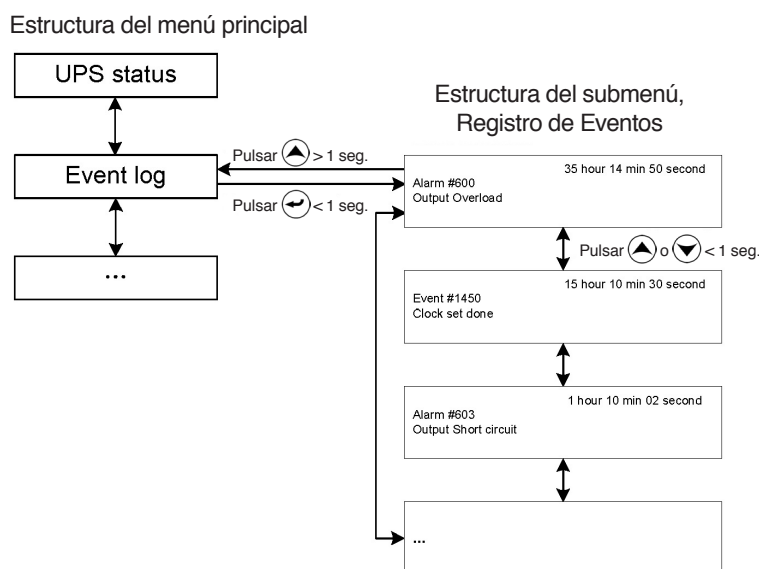 Estructura del menú principal
UPS status
Event log
...
Pulsar > 1 seg.
Pulsar < 1 seg.
Estructura del submenú,
Registro de Eventos
35 hour 14 min 50 second
Alarm #600
Output Overload
Pulsar o < 1 seg.
15 hour 10 min 30 second
Event #1450
Clock set done
1 hour 10 min 02 second
Alarm #603
Output Short circuit
...